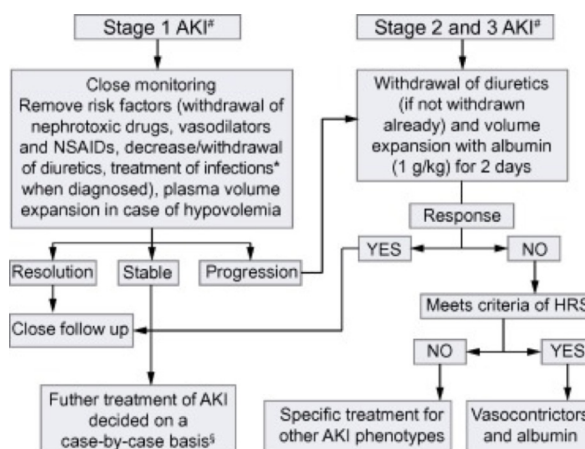 Stage 1 AKI#
Close monitoring
Remove risk factors (withdrawal of
nephrotoxic drugs, vasodilators
and NSAIDs, decrease/withdrawal
of diuretics, treatment of infections*
when diagnosed), plasma volume
expansion in case of hypovolemia
Resolution
Stable
Progression
Close follow up
Futher treatment of AKI
decided on a
case-by-case basis§
Stage 2 and 3 AKI#
Withdrawal of diuretics
(if not withdrawn
already) and volume
expansion with albumin
(1 g/kg) for 2 days
Response
YES
NO
Meets criteria of HRS
NO
YES
Specific treatment for
other AKI phenotypes
Vasocontrictors
and albumin